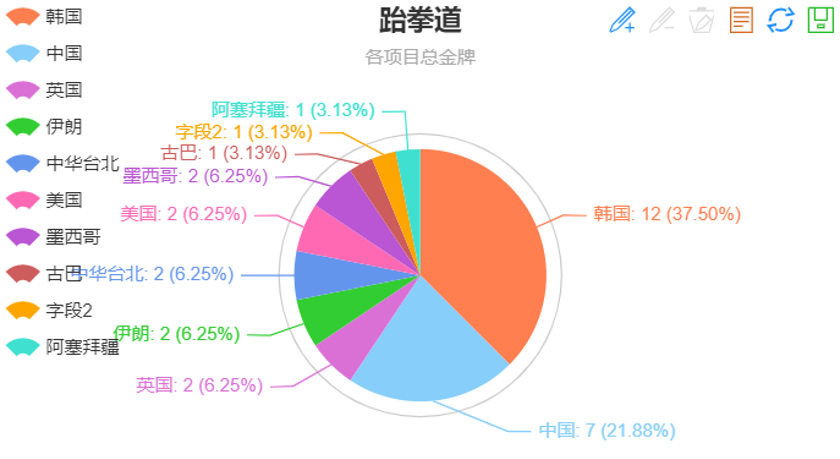 跆拳道
各项目总金牌
韩国
中国
英国
伊朗
中华台北
美国
墨西哥
古巴
字段2
阿塞拜疆
阿塞拜疆: 1 (3.13%)
字段2: 1 (3.13%)
古巴: 1 (3.13%)
墨西哥: 2 (6.25%)
美国: 2 (6.25%)
中华台北: 2 (6.25%)
伊朗: 2 (6.25%)
英国: 2 (6.25%)
韩国: 12 (37.50%)
中国: 7 (21.88%)